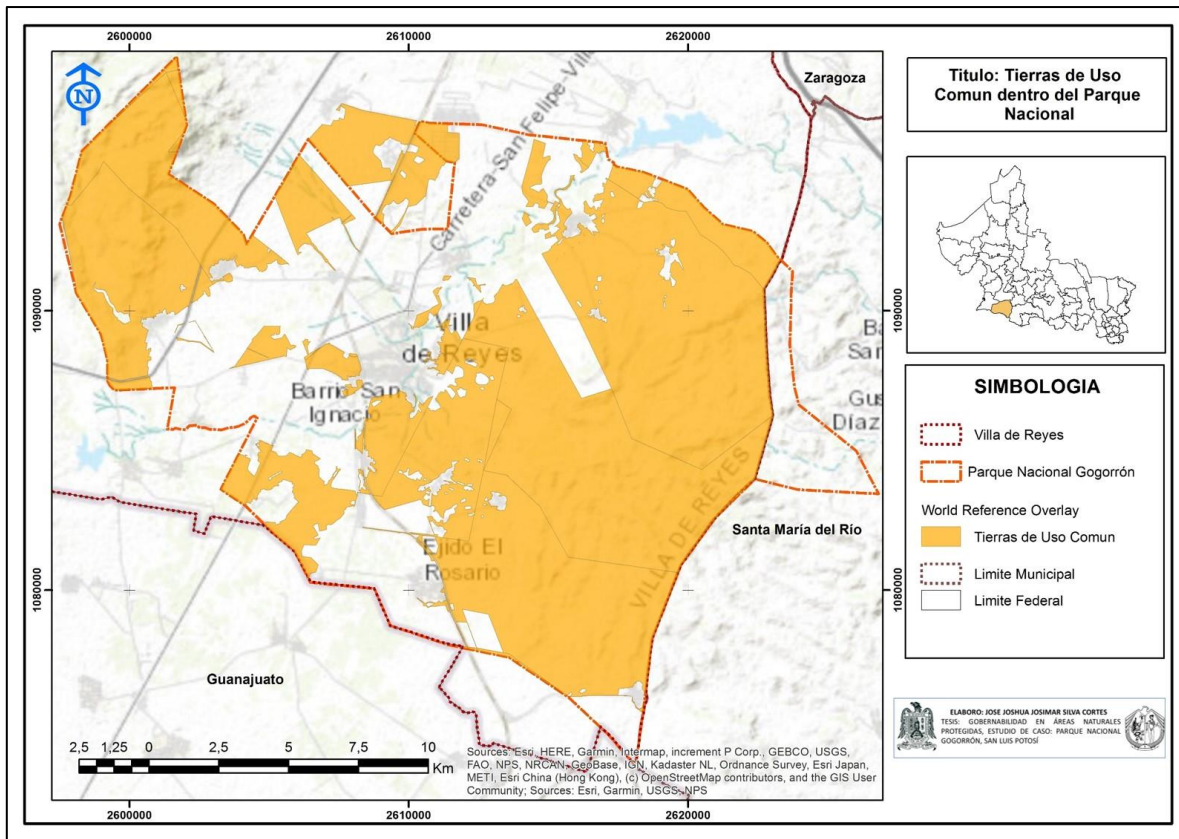 2600000
2610000
2620000
N
Zaragoza
Carretera-San-Felipe-Villa
1090000
1090000
Villa
de Reyes
Barrio San
Ignacio
Gus
Díaz
VILLA DE REYES
Santa María del Río
Ejido El
Rosario
1080000
1080000
Guanajuato
2,5 1,25 0 2,5 5 7,5 10
Km
Sources: Esri, HERE, Garmin, Intermap, increment P Corp., GEBCO, USGS,
FAO, NPS, NRCAN, GeoBase, IGN, Kadaster NL, Ordnance Survey, Esri Japan,
METI, Esri China (Hong Kong), (c) OpenStreetMap contributors, and the GIS User
Community; Sources: Esri, Garmin, USGS, NPS
2600000
2610000
2620000
Titulo: Tierras de Uso
Comun dentro del Parque
Nacional
SIMBOLOGIA
Villa de Reyes
Parque Nacional Gogorrón
World Reference Overlay
Tierras de Uso Comun
Limite Municipal
Limite Federal
ELABORO: JOSE JOSHUA JOSIMAR SILVA CORTES
TESIS: GOBERNABILIDAD EN ÁREAS NATURALES
PROTEGIDAS, ESTUDIO DE CASO: PARQUE NACIONAL
GOGORRÓN, SAN LUIS POTOSÍ